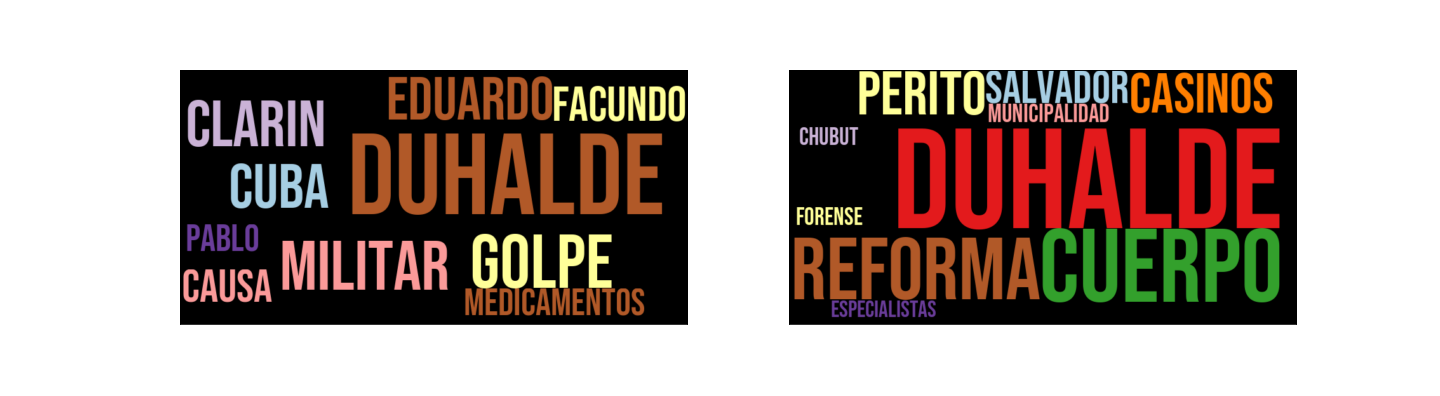 EDUARDO
FACUNDO
CLARIN
DUHALDE
CUBA
PABLO
GOLPE
MILITAR
CAUSA
MEDICAMENTOS
PERITO
SALVADOR
CASINOS
MUNICIPALIDAD
CHUBUT
DUHALDE
FORENSE
REFORMA
CUERPO
ESPECIALISTAS